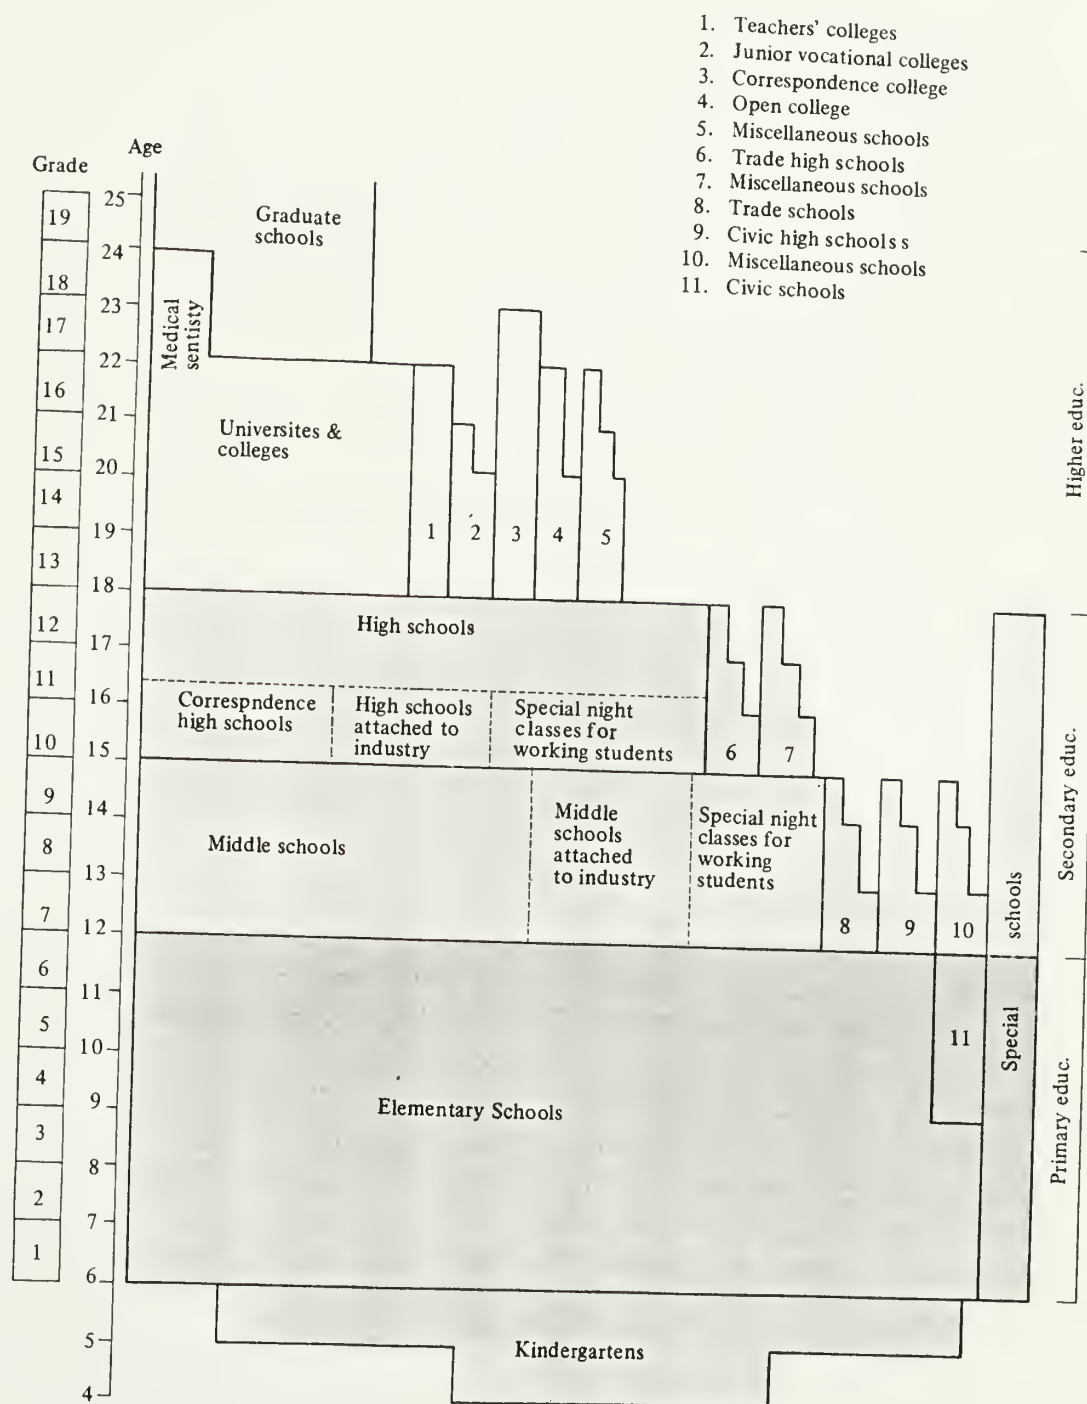 1. Teachers' colleges
2. Junior vocational colleges
3. Correspondence college
4. Open college
5. Miscellaneous schools
6. Trade high schools
7. Miscellaneous schools
8. Trade schools
9. Civic high schools s
10. Miscellaneous schools
11. Civic schools
Grade
Age
19
18
17
16
15
14
13
12
11
10
9
8
7
6
5
4
3
2
1
25
24
23
22
21
20
19
18
17
16
15
14
13
12
11
10
9
8
7
6
5
4
Graduate
schools
Medical
sentisty
Universites &
colleges
1
2
3
4
5
High schools
Correspndence
high schools
High schools
attached to
industry
Special night
classes for
working students
6
7
Middle schools
Middle
schools
attached
to industry
Special night
classes for
working
students
8
9
10
11
Elementary Schools
Kindergartens
Special
schools
Higher educ.
Secondary educ.
Primary educ.